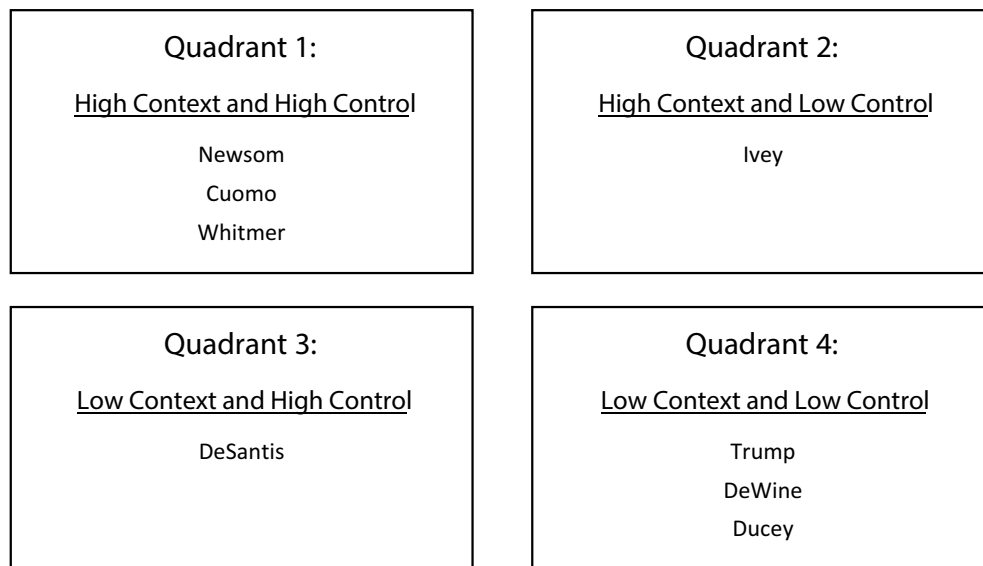 Quadrant 1:
High Context and High Control
Newsom
Cuomo
Whitmer
Quadrant 2:
High Context and Low Control
Ivey
Quadrant 3:
Low Context and High Control
DeSantis
Quadrant 4:
Low Context and Low Control
Trump
DeWine
Ducey